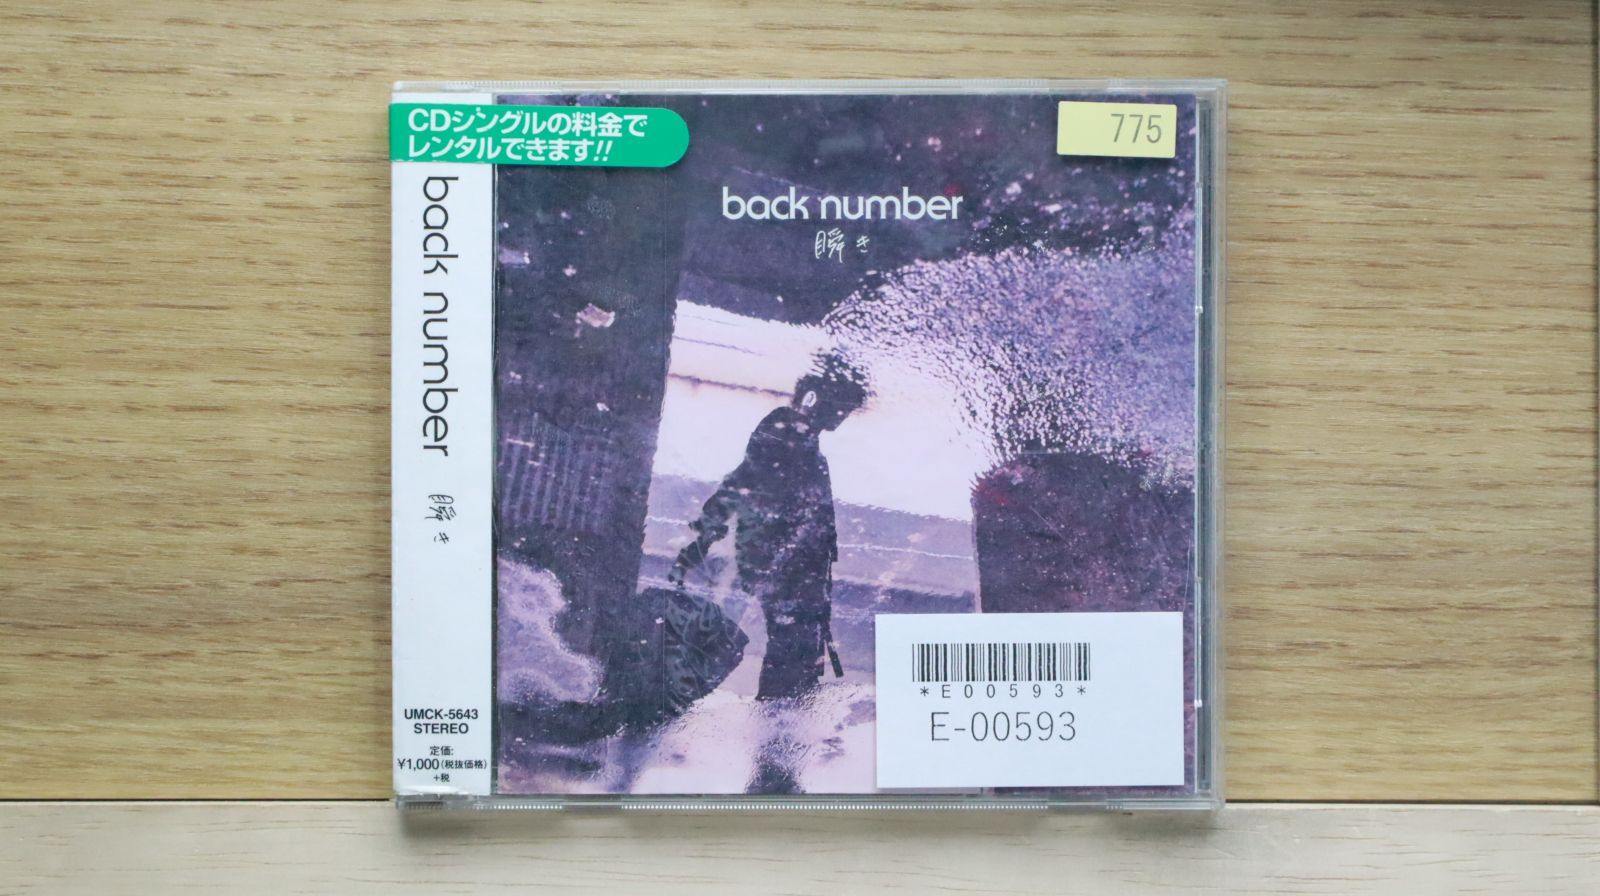 CDシングルの料金で
レンタルできます!!
back number
瞬き
UMCK-5643
STEREO
定価:
¥1,000(税抜価格)
+税
775
back number
瞬き
*E00593*
E-00593